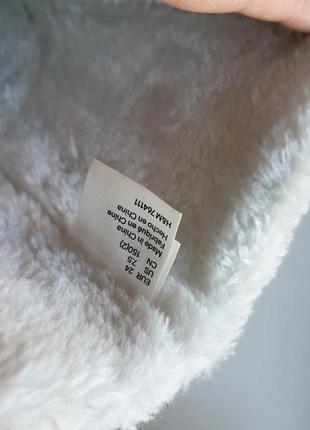 EUR 24
US 7.5
CN 150(2)
Made in China
Fabriqué en Chine
Hecho en China
H&M 764111